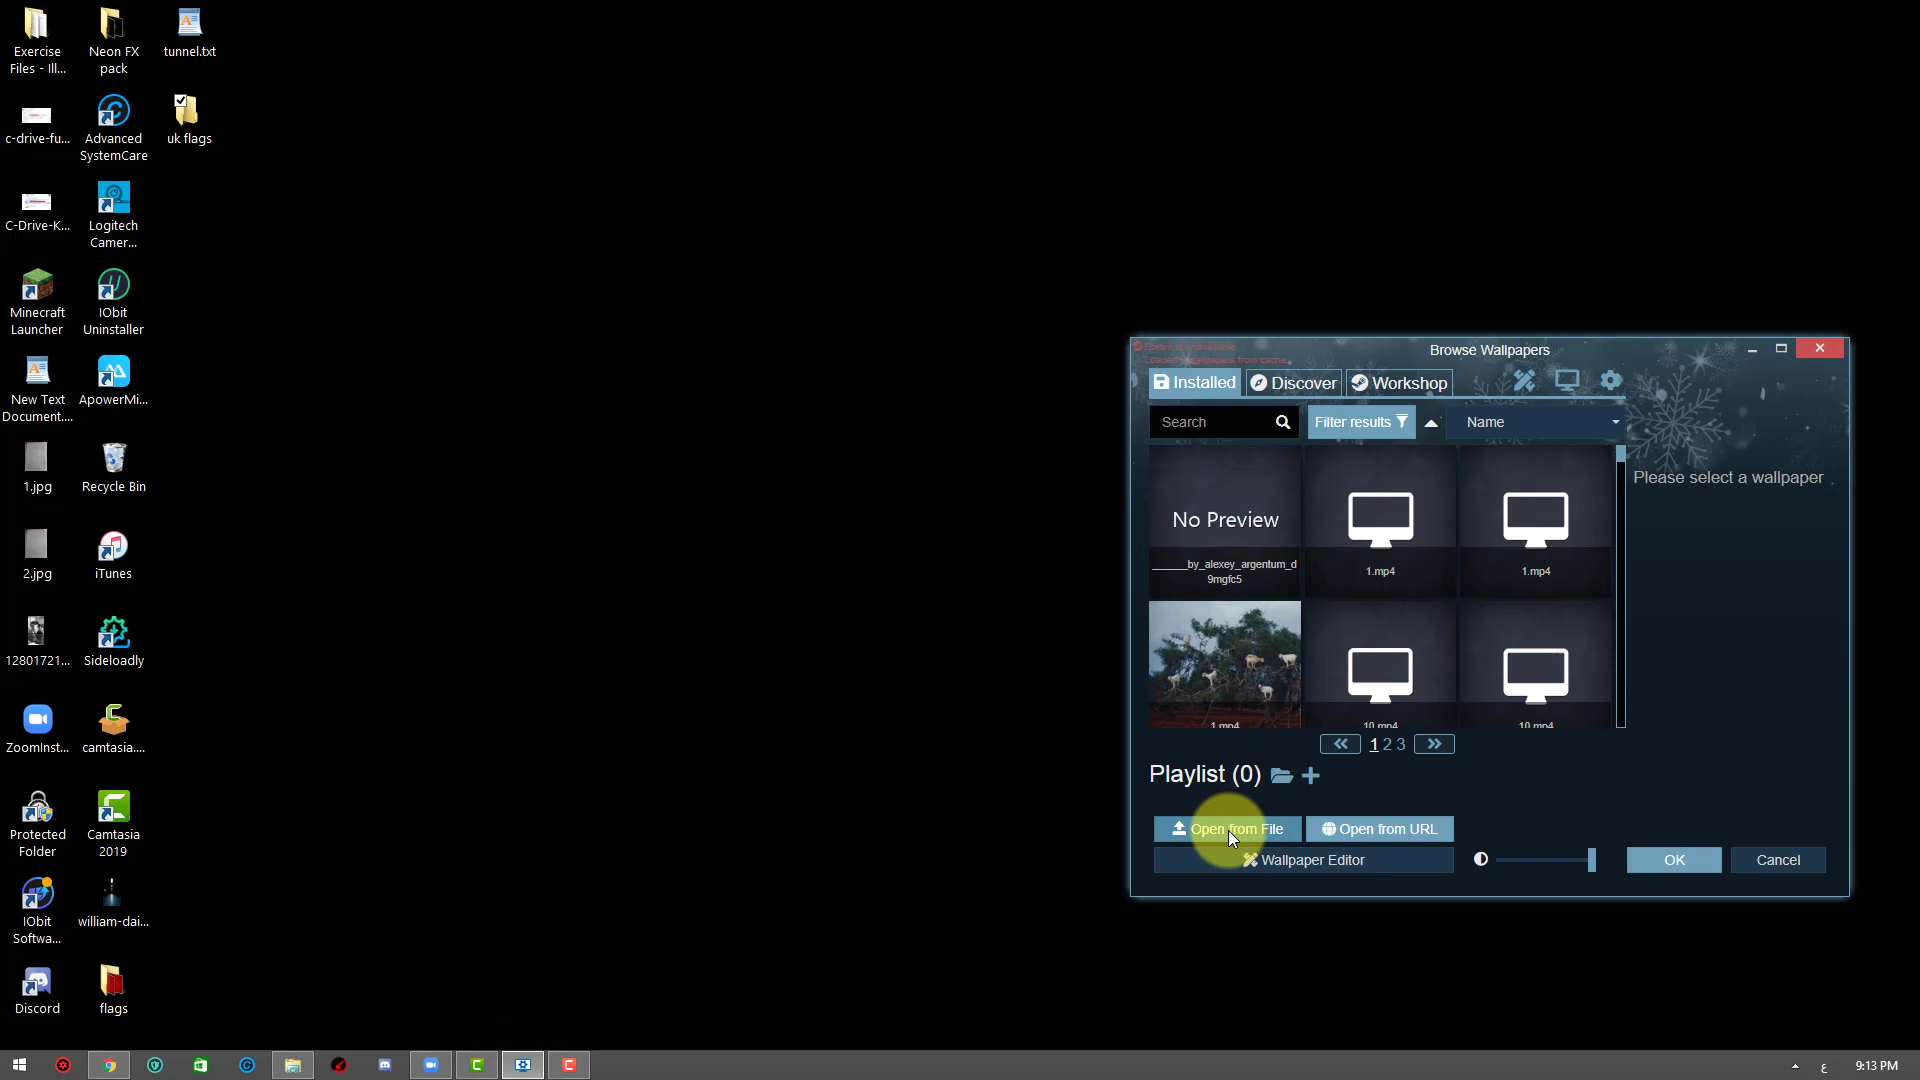 Exercise
Files - Ill...
Neon FX
pack
tunnel.txt
c-drive-fu...
Advanced
SystemCare
uk flags
C-Drive-K...
Logitech
Camer...
Minecraft
Launcher
IObit
Uninstaller
New Text
Document....
ApowerMi...
1.jpg
Recycle Bin
2.jpg
iTunes
12801721...
Sideloadly
ZoomInst...
camtasia....
Protected
Folder
Camtasia
2019
IObit
Softwa...
william-dai...
Discord
flags
Browse Wallpapers
Installed
Discover
Workshop
Search
Filter results
Name
Please select a wallpaper
No Preview
______by_alexey_argentum_d
9mgfc5
1.mp4
1.mp4
1.mp4
10.mp4
10.mp4
1 2 3
Playlist (0)
Open from File
Open from URL
Wallpaper Editor
OK
Cancel
ع
9:13 PM